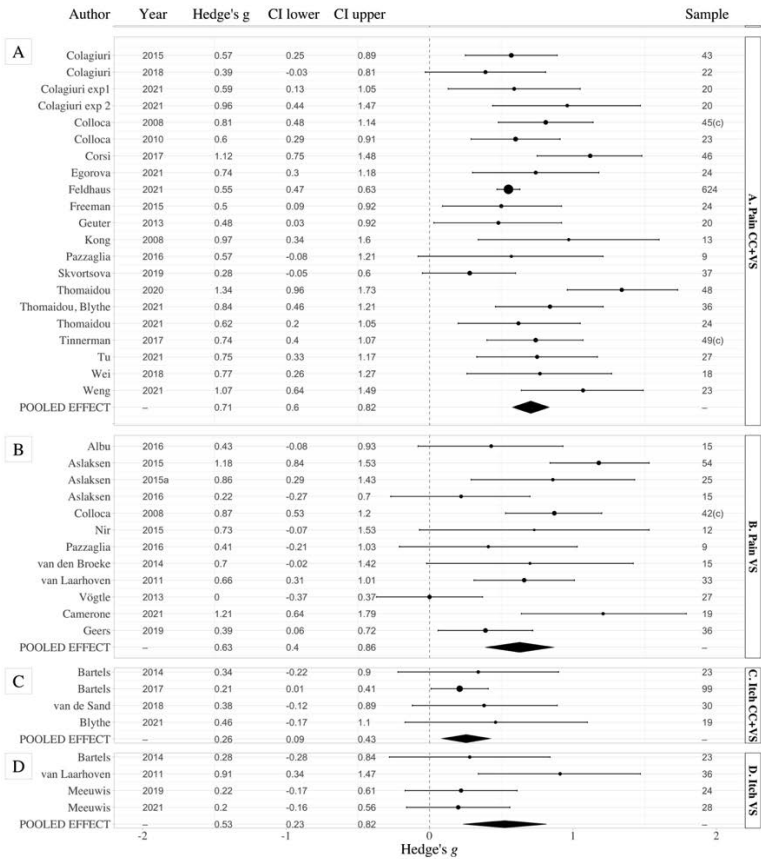 Author Year Hedge's g CI lower CI upper Sample
A
Colagiuri 2015 0.57 0.25 0.89 43
Colagiuri 2018 0.39 -0.03 0.81 22
Colagiuri exp1 2021 0.59 0.13 1.05 20
Colagiuri exp 2 2021 0.96 0.44 1.47 20
Colloca 2008 0.81 0.48 1.14 45(c)
Colloca 2010 0.6 0.29 0.91 23
Corsi 2017 1.12 0.75 1.48 46
Egorova 2021 0.74 0.3 1.18 24
Feldhaus 2021 0.55 0.47 0.63 624
Freeman 2015 0.5 0.09 0.92 24
Geuter 2013 0.48 0.03 0.92 20
Kong 2008 0.97 0.34 1.6 13
Pazzaglia 2016 0.57 -0.08 1.21 9
Skvortsova 2019 0.28 -0.05 0.6 37
Thomaidou 2020 1.34 0.96 1.73 48
Thomaidou, Blythe 2021 0.84 0.46 1.21 36
Thomaidou 2021 0.62 0.2 1.05 24
Tinnerman 2017 0.74 0.4 1.07 49(c)
Tu 2021 0.75 0.33 1.17 27
Wei 2018 0.77 0.26 1.27 18
Weng 2021 1.07 0.64 1.49 23
POOLED EFFECT – 0.71 0.6 0.82 –
A. Pain CC+VS
B
Albu 2016 0.43 -0.08 0.93 15
Aslaksen 2015 1.18 0.84 1.53 54
Aslaksen 2015a 0.86 0.29 1.43 25
Aslaksen 2016 0.22 -0.27 0.7 15
Colloca 2008 0.87 0.53 1.2 42(c)
Nir 2015 0.73 -0.07 1.53 12
Pazzaglia 2016 0.41 -0.21 1.03 9
van den Broeke 2014 0.7 -0.02 1.42 15
van Laarhoven 2011 0.66 0.31 1.01 33
Vögtle 2013 0 -0.37 0.37 27
Camerone 2021 1.21 0.64 1.79 19
Geers 2019 0.39 0.06 0.72 36
POOLED EFFECT – 0.63 0.4 0.86 –
B. Pain VS
C
Bartels 2014 0.34 -0.22 0.9 23
Bartels 2017 0.21 0.01 0.41 99
van de Sand 2018 0.38 -0.12 0.89 30
Blythe 2021 0.46 -0.17 1.1 19
POOLED EFFECT – 0.26 0.09 0.43 –
C. Itch CC+VS
D
Bartels 2014 0.28 -0.28 0.84 23
van Laarhoven 2011 0.91 0.34 1.47 36
Meeuwis 2019 0.22 -0.17 0.61 24
Meeuwis 2021 0.2 -0.16 0.56 28
POOLED EFFECT – 0.53 0.23 0.82 –
D. Itch VS
-2 -1 0 1 2
Hedge's g